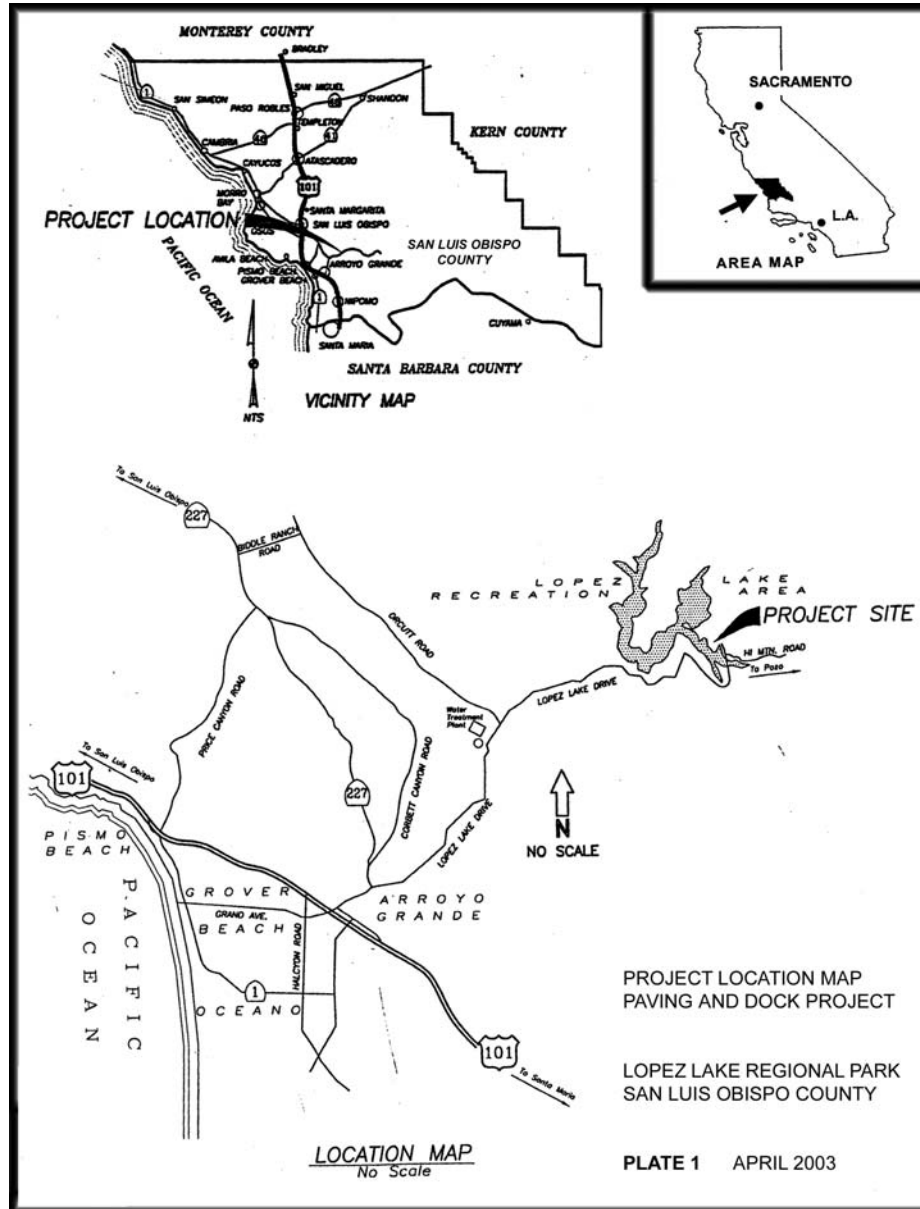 MONTEREY COUNTY
BRADLEY
SAN MIGUEL
1
SAN SIMEON
PASO ROBLES
46
SHANDON
TEMPLETON
CAMBRIA
46
41
KERN COUNTY
CAYUCOS
ATASCADERO
MORRO
BAY
101
SANTA MARGARITA
PROJECT LOCATION
SAN LUIS OBISPO
OSOS
SAN LUIS OBISPO
COUNTY
AVILA BEACH
ARROYO GRANDE
PISMO BEACH
GROVER BEACH
PACIFIC OCEAN
1
NIPOMO
CUYAMA
SANTA MARIA
SANTA BARBARA COUNTY
VICINITY MAP
NTS
SACRAMENTO
L.A.
AREA MAP
To San Luis Obispo
227
BIDDLE RANCH
ROAD
LOPEZ LAKE
RECREATION AREA
PROJECT SITE
ORCUTT ROAD
HI MTN. ROAD
To Pozo
LOPEZ LAKE DRIVE
PRICE CANYON ROAD
Water
Treatment
Plant
To San Luis Obispo
101
227
CORBETT CANYON ROAD
LOPEZ LAKE DRIVE
N
NO SCALE
PISMO
BEACH
GROVER
BEACH
GRAND AVE.
ARROYO
GRANDE
PACIFIC
OCEAN
HALCYON ROAD
1
OCEANO
101
To Santa Maria
LOCATION MAP
No Scale
PROJECT LOCATION MAP
PAVING AND DOCK PROJECT
LOPEZ LAKE REGIONAL PARK
SAN LUIS OBISPO COUNTY
PLATE 1 APRIL 2003